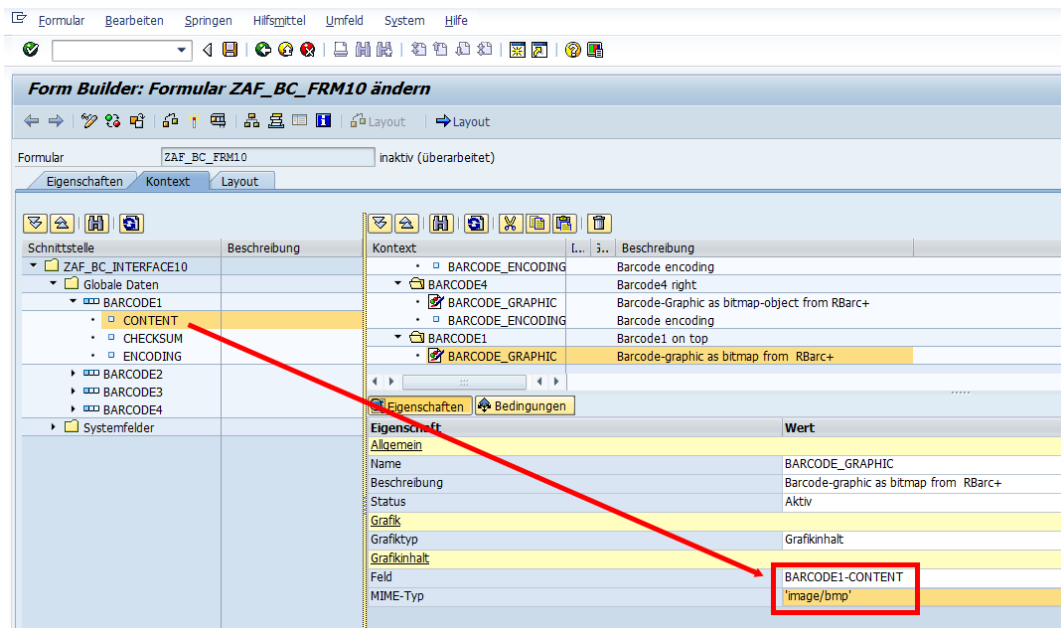 Formular Bearbeiten Springen Hilfsmittel Umfeld System Hilfe
Form Builder: Formular ZAF_BC_FRM10 ändern
Layout Layout
Formular ZAF_BC_FRM10 inaktiv (überarbeitet)
Eigenschaften Kontext Layout
Schnittstelle Beschreibung
ZAF_BC_INTERFACE10
Globale Daten
BARCODE1
CONTENT
CHECKSUM
ENCODING
BARCODE2
BARCODE3
BARCODE4
Systemfelder
Kontext I... Beschreibung
BARCODE_ENCODING Barcode encoding
BARCODE4 Barcode4 right
BARCODE_GRAPHIC Barcode-Graphic as bitmap-object from RBarc+
BARCODE_ENCODING Barcode encoding
BARCODE1 Barcode1 on top
BARCODE_GRAPHIC Barcode-graphic as bitmap from RBarc+
Eigenschaften Bedingungen
Eigenschaft Wert
Allgemein
Name BARCODE_GRAPHIC
Beschreibung Barcode-graphic as bitmap from RBarc+
Status Aktiv
Grafik
Grafiktyp Grafikinhalt
Grafikinhalt
Feld BARCODE1-CONTENT
MIME-Typ 'image/bmp'